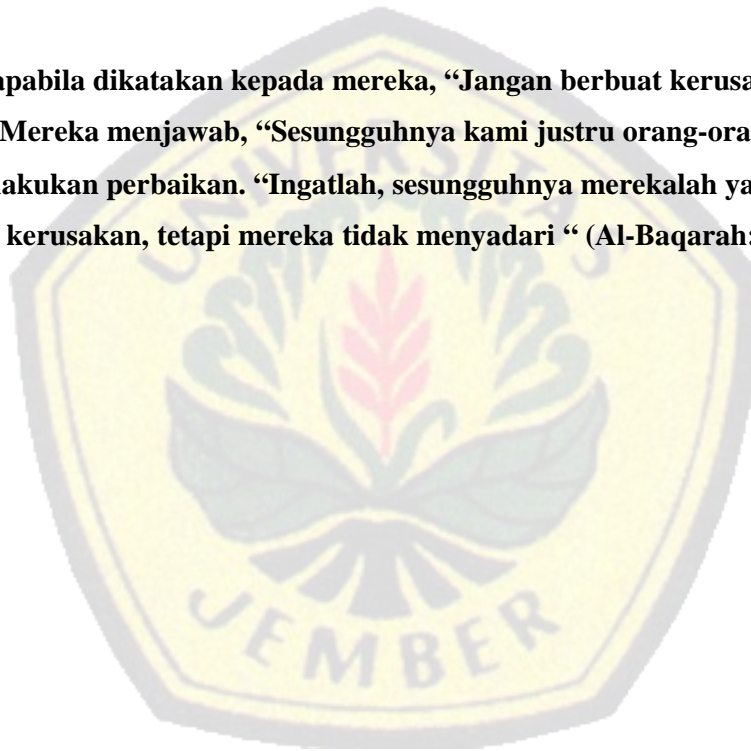 apabila dikatakan kepada mereka, “Jangan berbuat kerusa
Mereka menjawab, “Sesungguhnya kami justru orang-ora
lakukan perbaikan. “Ingatlah, sesungguhnya merekalah ya
kerusakan, tetapi mereka tidak menyadari “ (Al-Baqarah:
UNIVERSITAS
JEMBER